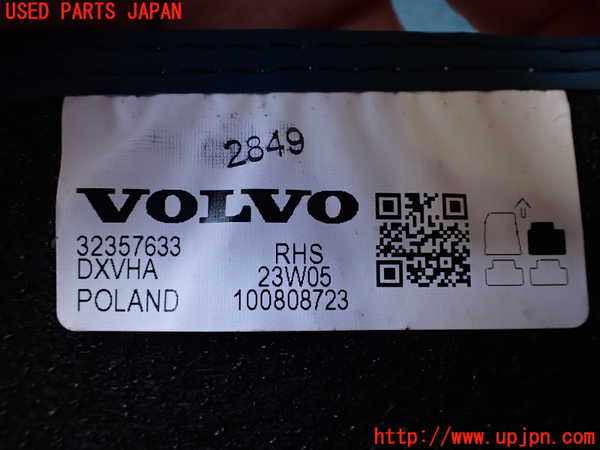 USED PARTS JAPAN
2849
VOLVO
32357633 RHS
DXVHA 23W05
POLAND 100808723
http://www.upjpn.com/